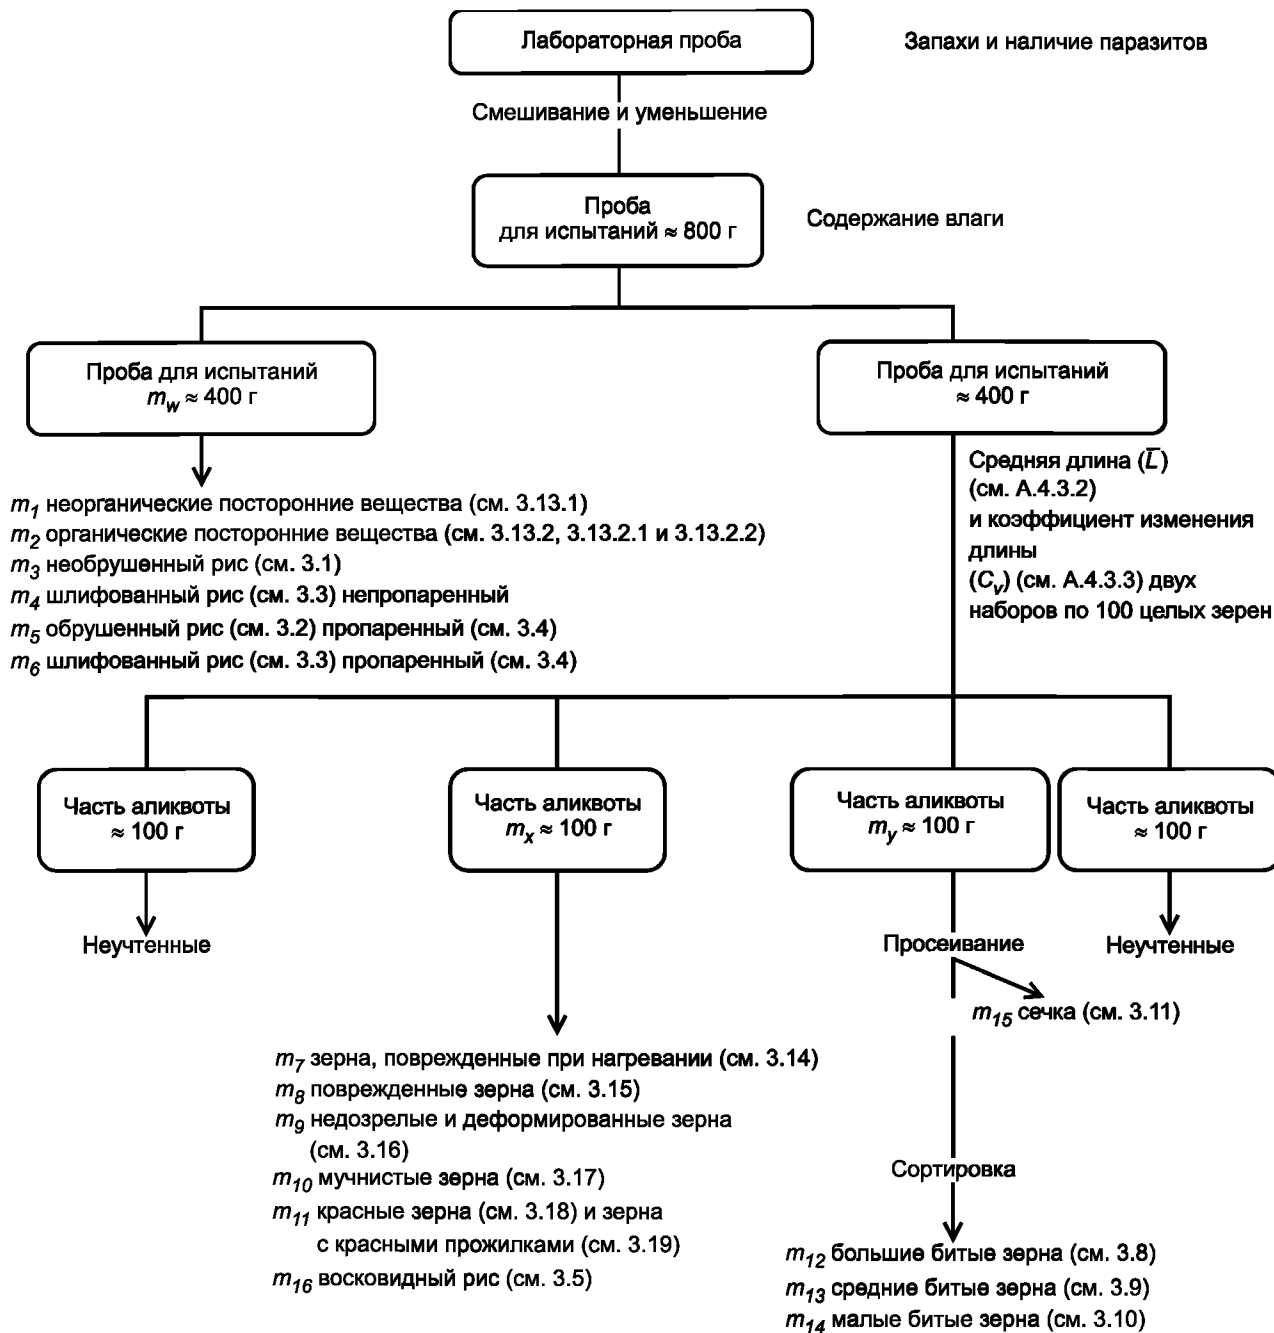 Лабораторная проба
Запахи и наличие паразитов
Смешивание и уменьшение
Проба
для испытаний ≈ 800 г
Содержание влаги
Проба для испытаний
m_w ≈ 400 г
Проба для испытаний
≈ 400 г
m_1 неорганические посторонние вещества (см. 3.13.1)
m_2 органические посторонние вещества (см. 3.13.2, 3.13.2.1 и 3.13.2.2)
m_3 необрушенный рис (см. 3.1)
m_4 шлифованный рис (см. 3.3) непропаренный
m_5 обрушенный рис (см. 3.2) пропаренный (см. 3.4)
m_6 шлифованный рис (см. 3.3) пропаренный (см. 3.4)
Средняя длина (L̅)
(см. А.4.3.2)
и коэффициент изменения
длины
(C_v) (см. А.4.3.3) двух
наборов по 100 целых зерен
Часть аликвоты
≈ 100 г
Часть аликвоты
m_x ≈ 100 г
Часть аликвоты
m_y ≈ 100 г
Часть аликвоты
≈ 100 г
Неучтенные
Просеивание
Неучтенные
m_15 сечка (см. 3.11)
m_7 зерна, поврежденные при нагревании (см. 3.14)
m_8 поврежденные зерна (см. 3.15)
m_9 недозрелые и деформированные зерна
(см. 3.16)
m_10 мучнистые зерна (см. 3.17)
m_11 красные зерна (см. 3.18) и зерна
с красными прожилками (см. 3.19)
m_16 восковидный рис (см. 3.5)
Сортировка
m_12 большие битые зерна (см. 3.8)
m_13 средние битые зерна (см. 3.9)
m_14 малые битые зерна (см. 3.10)